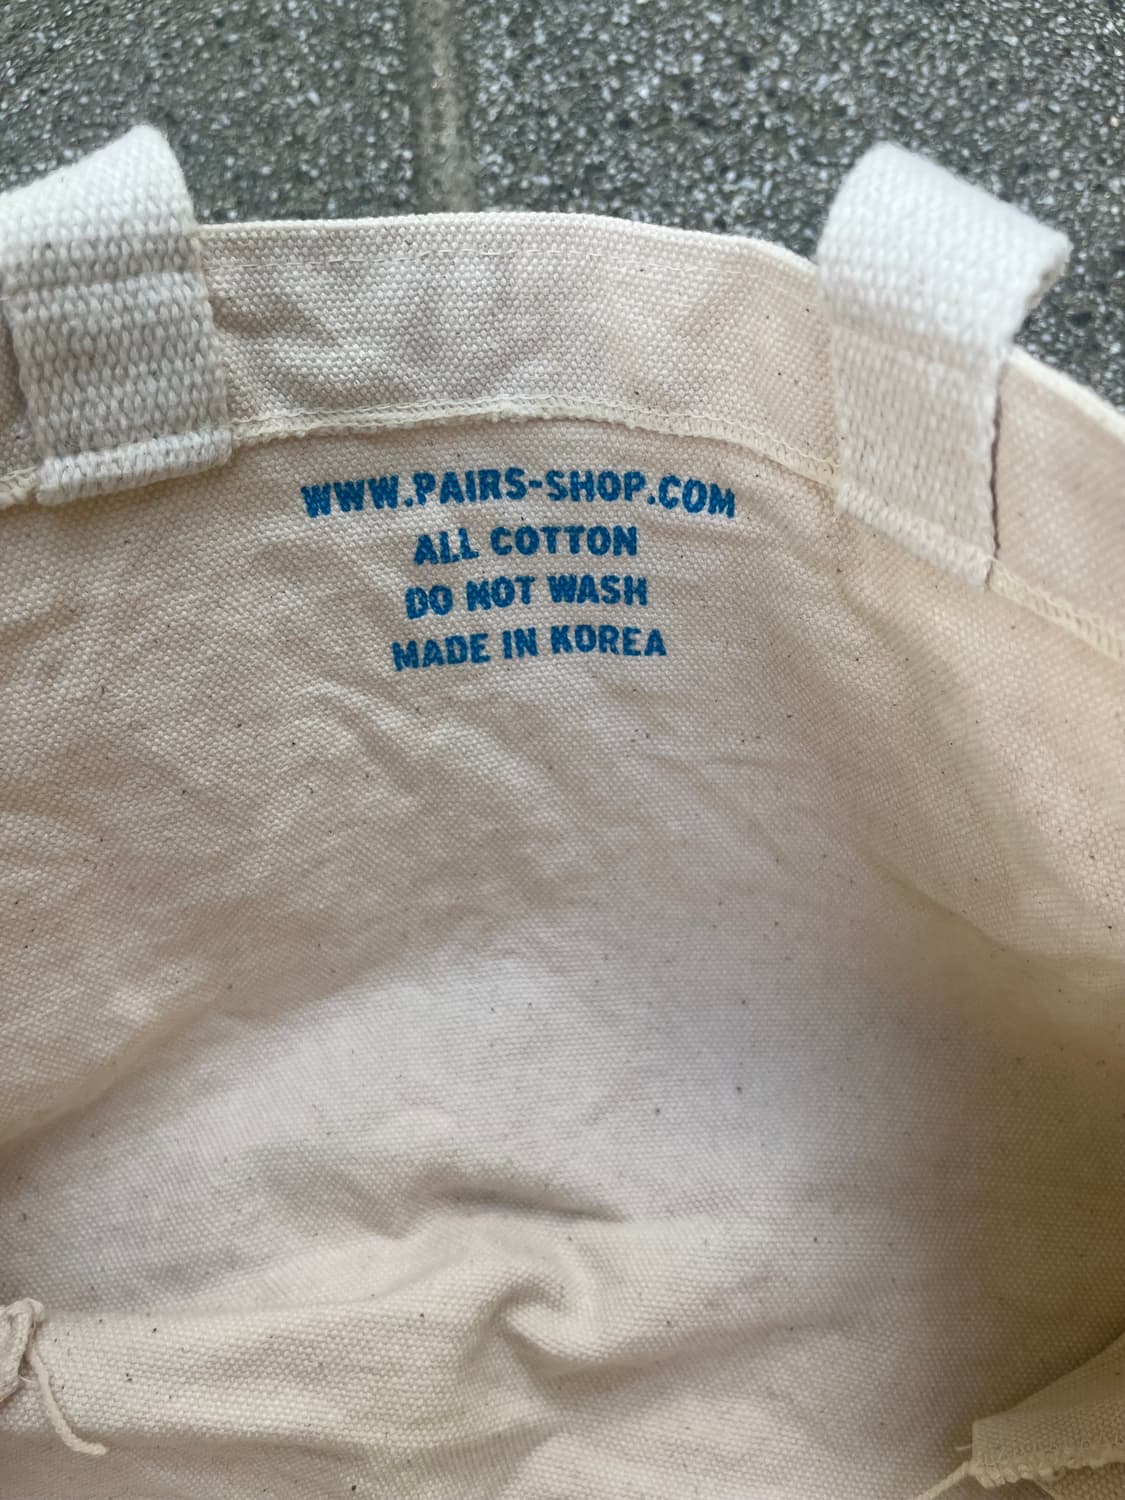 WWW.PAIRS-SHOP.COM
ALL COTTON
DO NOT WASH
MADE IN KOREA